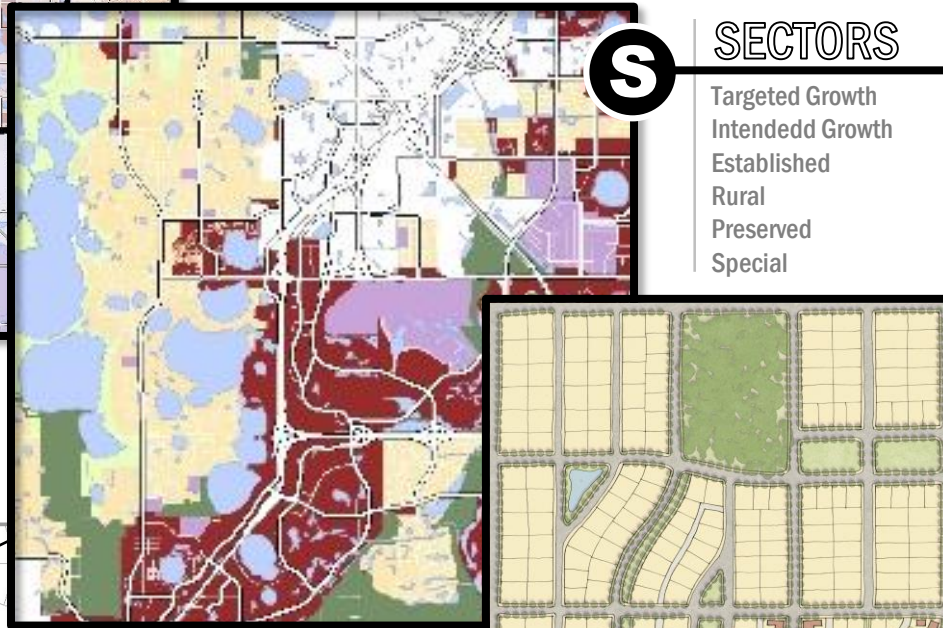 S
SECTORS
Targeted Growth
Intendedd Growth
Established
Rural
Preserved
Special